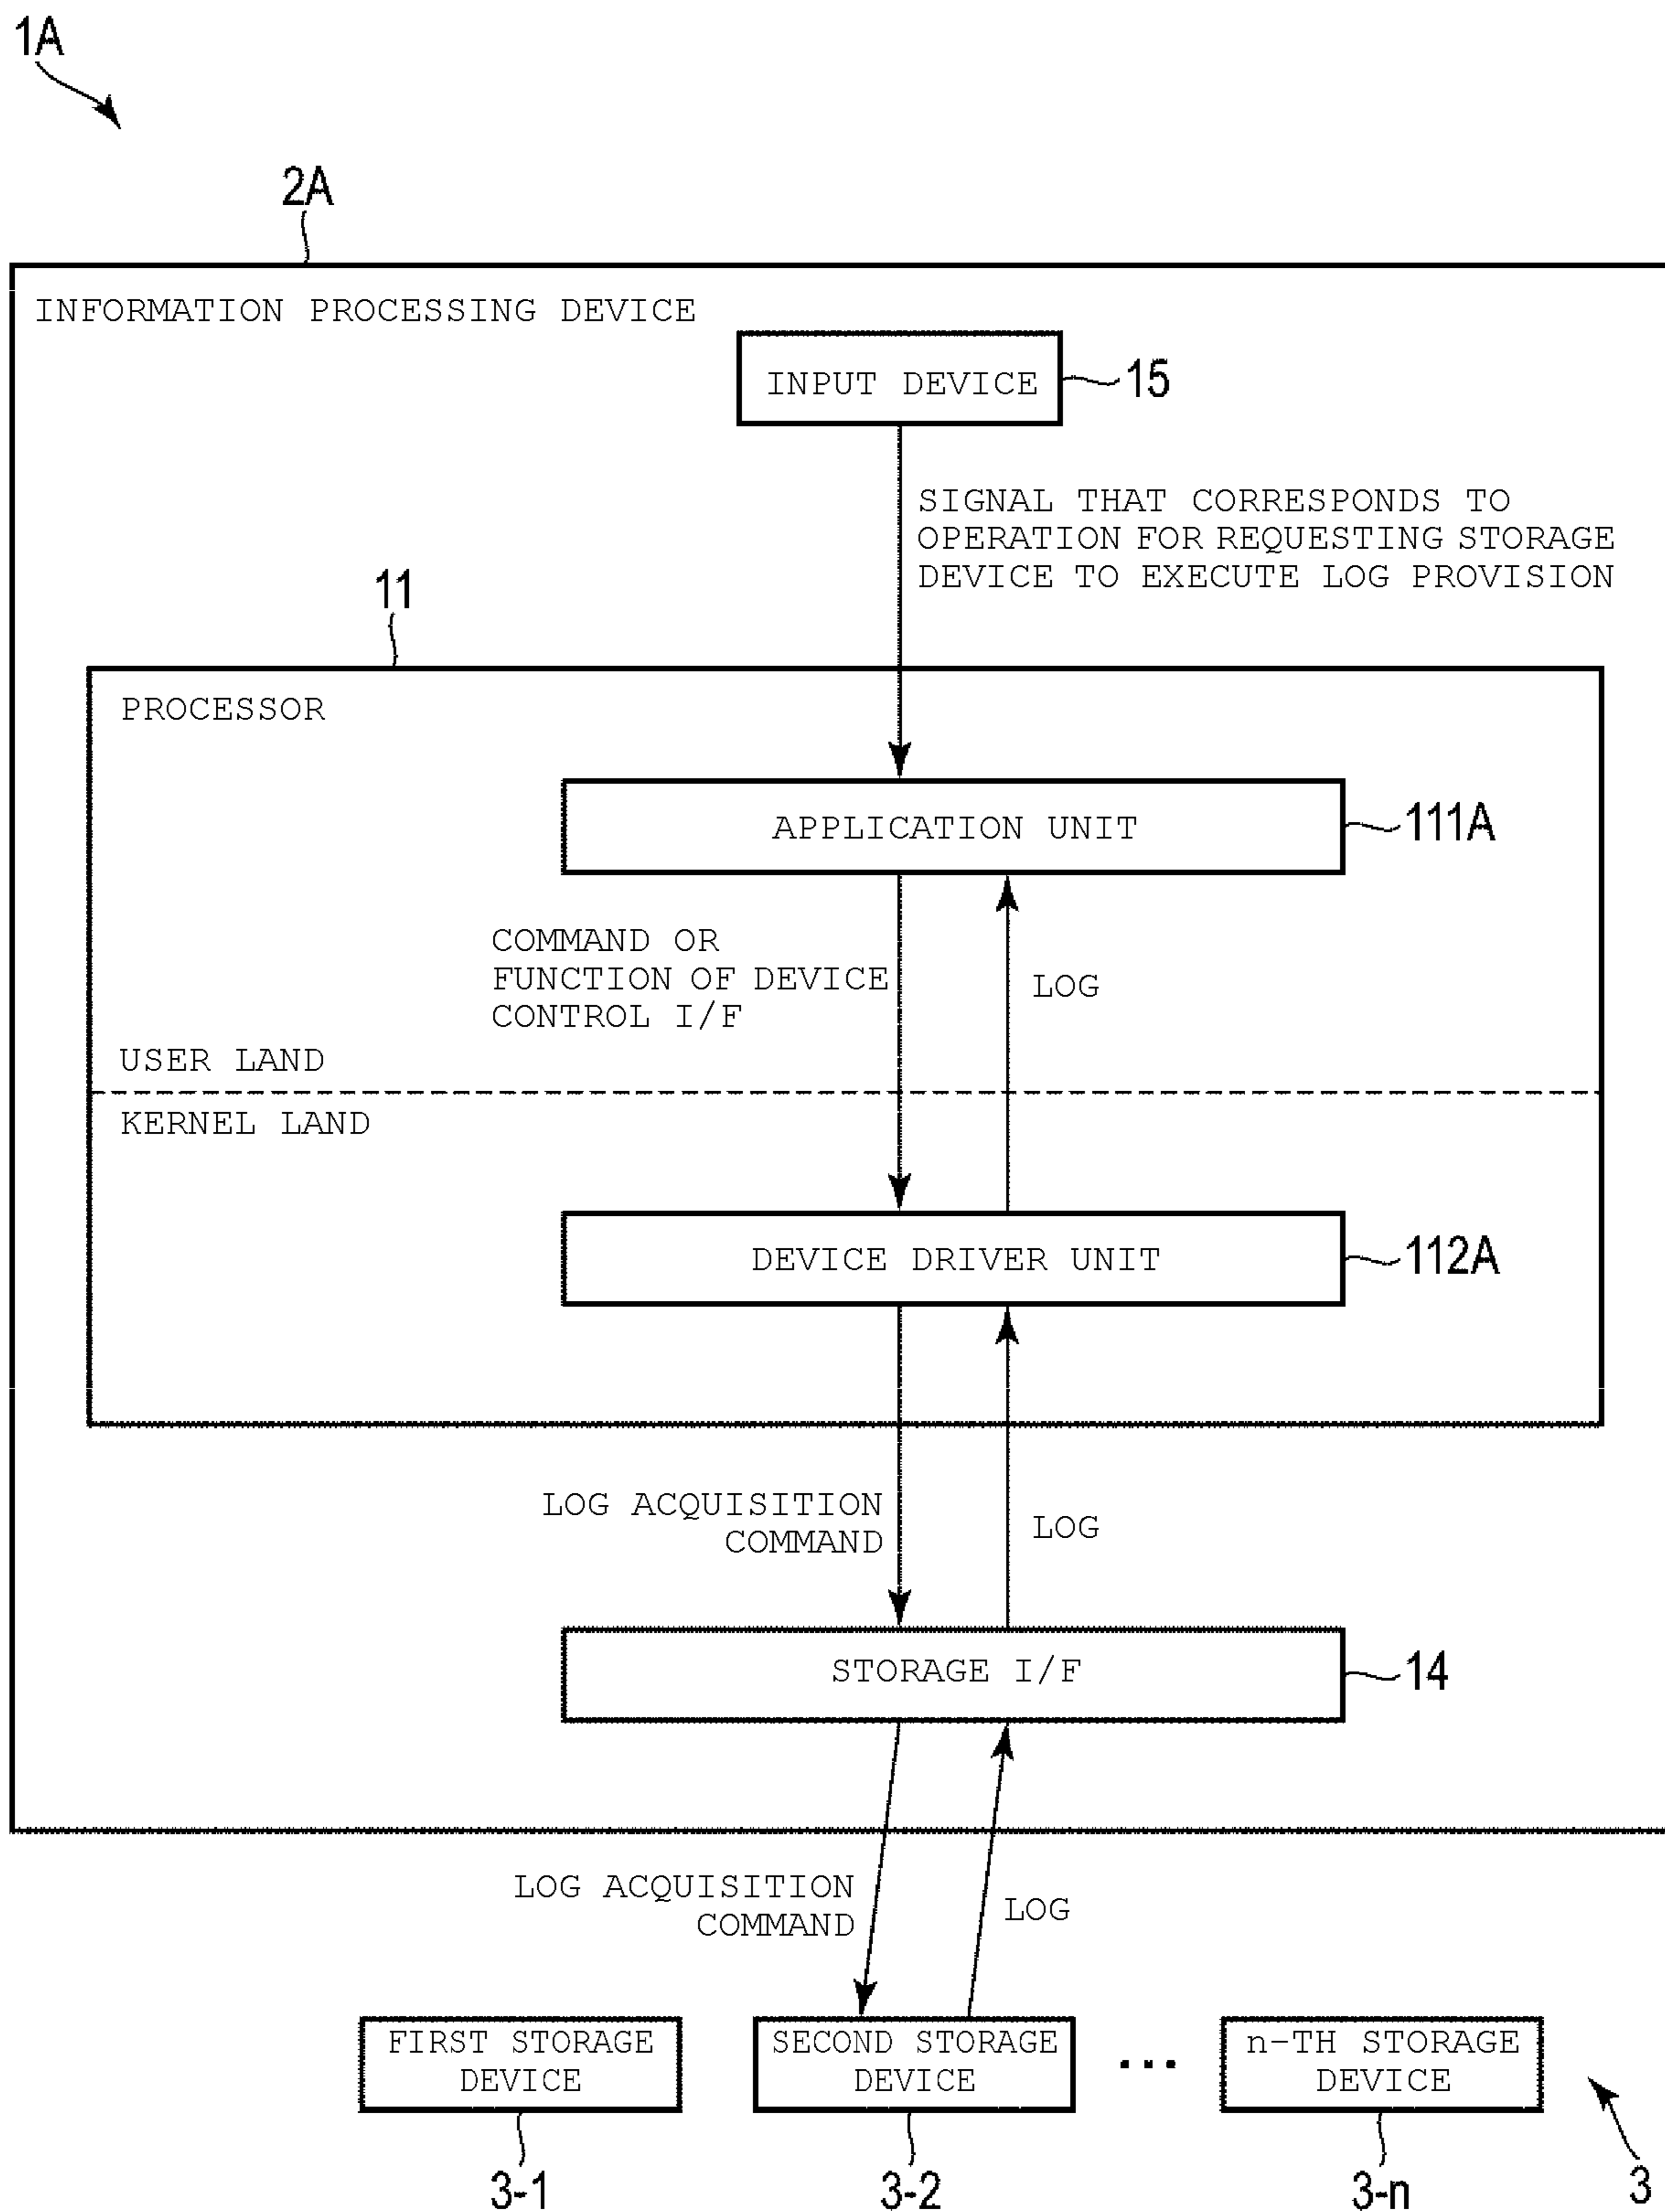 1A
2A
INFORMATION PROCESSING DEVICE
INPUT DEVICE
15
SIGNAL THAT CORRESPONDS TO
OPERATION FOR REQUESTING STORAGE
DEVICE TO EXECUTE LOG PROVISION
11
PROCESSOR
APPLICATION UNIT
111A
COMMAND OR
FUNCTION OF DEVICE
CONTROL I/F
LOG
USER LAND
KERNEL LAND
DEVICE DRIVER UNIT
112A
LOG ACQUISITION
COMMAND
LOG
STORAGE I/F
14
LOG ACQUISITION
COMMAND
LOG
FIRST STORAGE
DEVICE
SECOND STORAGE
DEVICE
...
n-TH STORAGE
DEVICE
3-1
3-2
3-n
3